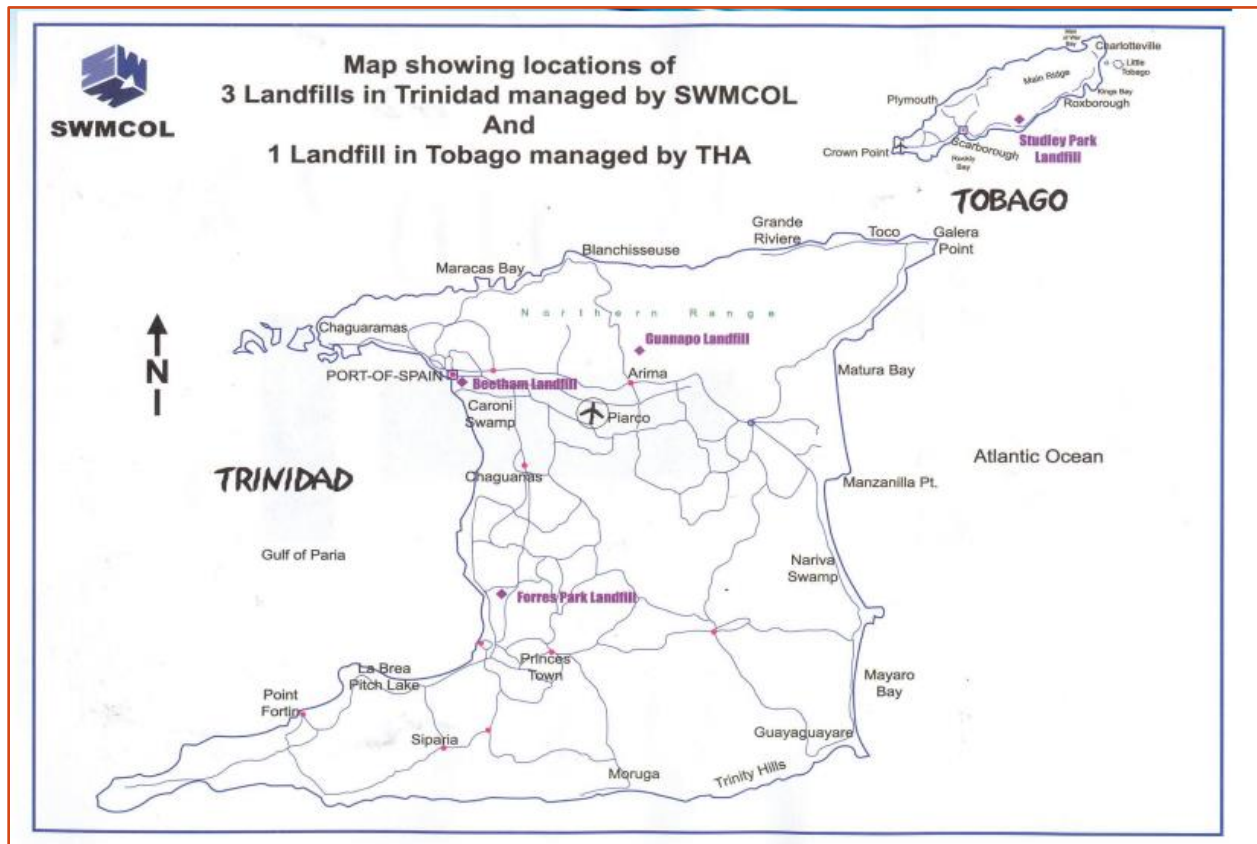 SWMCOL
Map showing locations of
3 Landfills in Trinidad managed by SWMCOL
And
1 Landfill in Tobago managed by THA
Man
of War
Bay
Charlotteville
Little
Tobago
Main Ridge
Kings Bay
Plymouth
Roxborough
Studley Park
Landfill
Scarborough
Crown Point
Rockly
Bay
TOBAGO
Grande
Riviere
Toco
Galera
Point
Blanchisseuse
Maracas Bay
Northern Range
Chaguaramas
Guanapo Landfill
N
PORT-OF-SPAIN
Beetham Landfill
Arima
Matura Bay
Caroni
Swamp
Piarco
Atlantic Ocean
TRINIDAD
Chaguanas
Manzanilla Pt.
Gulf of Paria
Nariva
Swamp
Forres Park Landfill
La Brea
Pitch Lake
Princes
Town
Mayaro
Bay
Point
Fortin
Siparia
Guayaguayare
Moruga
Trinity Hills